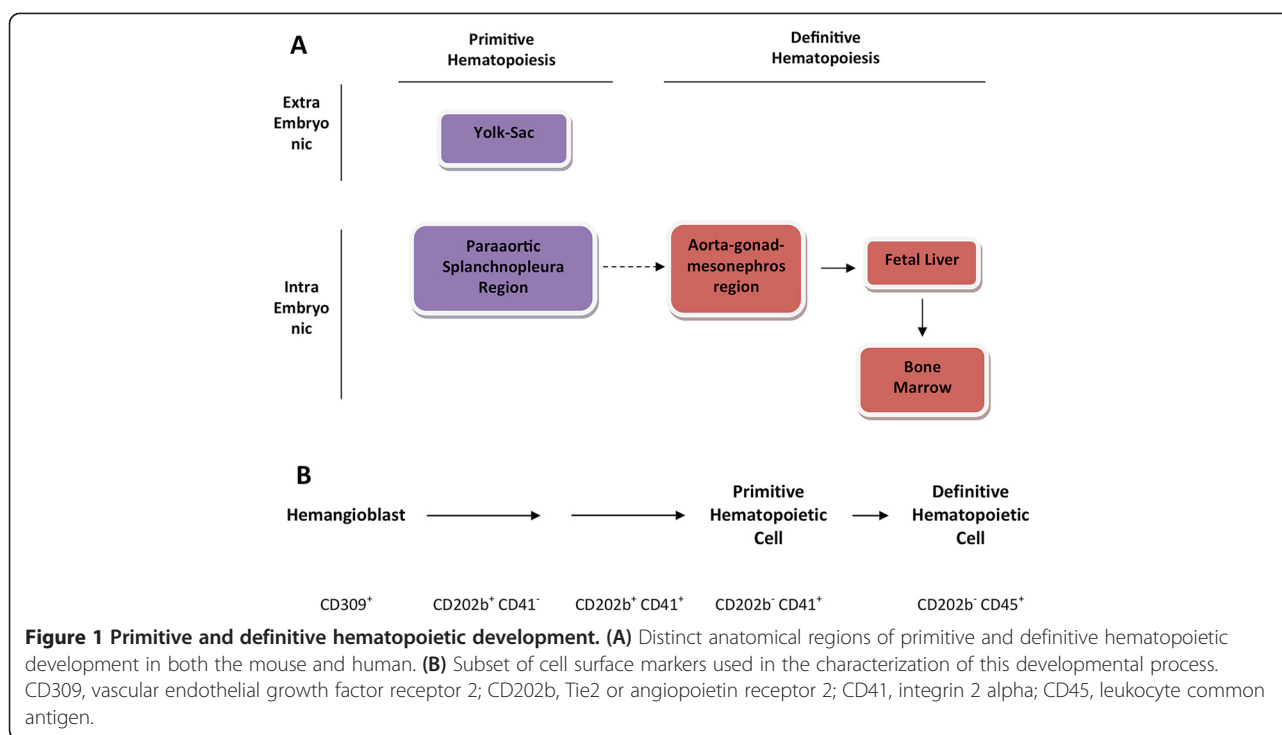 A
Primitive
Hematopoiesis
Definitive
Hematopoiesis
Extra
Embryo
nic
Yolk-Sac
Intra
Embryo
nic
Paraaortic
Splanchnopleura
Region
Aorta-gonad-
mesonephros
region
Fetal Liver
Bone
Marrow
B
Hemangioblast
Primitive
Hematopoietic
Cell
Definitive
Hematopoietic
Cell
CD309⁺ CD202b⁺ CD41⁻ CD202b⁺ CD41⁺ CD202b⁻ CD41⁺ CD202b⁻ CD45⁺
Figure 1 Primitive and definitive hematopoietic development. (A) Distinct anatomical regions of primitive and definitive hematopoietic
development in both the mouse and human. (B) Subset of cell surface markers used in the characterization of this developmental process.
CD309, vascular endothelial growth factor receptor 2; CD202b, Tie2 or angiopoietin receptor 2; CD41, integrin 2 alpha; CD45, leukocyte common
antigen.